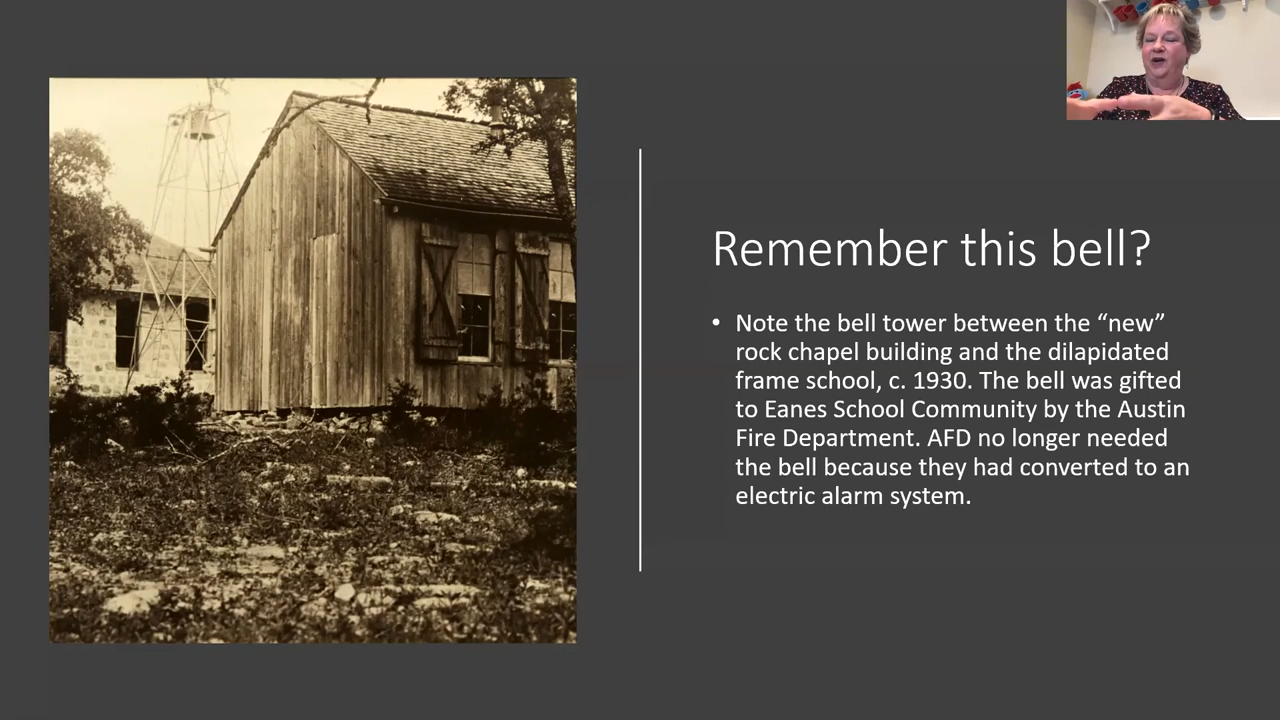 Remember this bell?
• Note the bell tower between the “new”
rock chapel building and the dilapidated
frame school, c. 1930. The bell was gifted
to Eanes School Community by the Austin
Fire Department. AFD no longer needed
the bell because they had converted to an
electric alarm system.